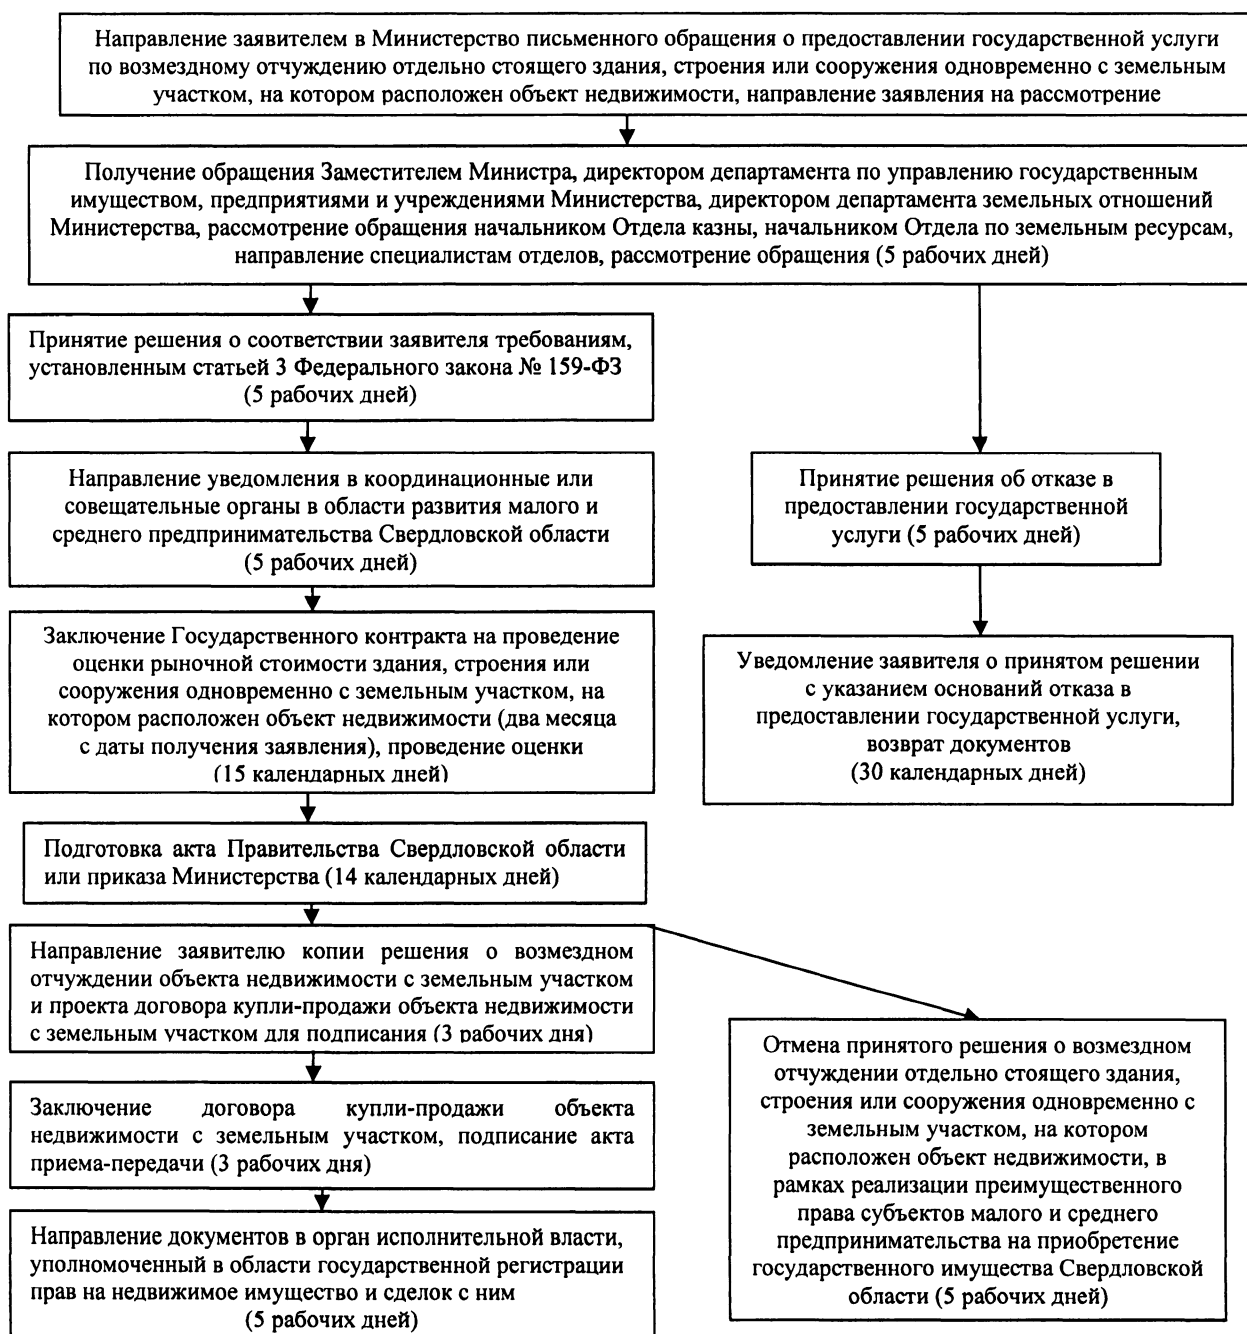 Направление заявителем в Министерство письменного обращения о предоставлении государственной услуги
по возмездному отчуждению отдельно стоящего здания, строения или сооружения одновременно с земельным
участком, на котором расположен объект недвижимости, направление заявления на рассмотрение
Получение обращения Заместителем Министра, директором департамента по управлению государственным
имуществом, предприятиями и учреждениями Министерства, директором департамента земельных отношений
Министерства, рассмотрение обращения начальником Отдела казны, начальником Отдела по земельным ресурсам,
направление специалистам отделов, рассмотрение обращения (5 рабочих дней)
Принятие решения о соответствии заявителя требованиям,
установленным статьей 3 Федерального закона № 159-ФЗ
(5 рабочих дней)
Направление уведомления в координационные или
совещательные органы в области развития малого и
среднего предпринимательства Свердловской области
(5 рабочих дней)
Принятие решения об отказе в
предоставлении государственной
услуги (5 рабочих дней)
Заключение Государственного контракта на проведение
оценки рыночной стоимости здания, строения или
сооружения одновременно с земельным участком, на
котором расположен объект недвижимости (два месяца
с даты получения заявления), проведение оценки
(15 календарных дней)
Уведомление заявителя о принятом решении
с указанием оснований отказа в
предоставлении государственной услуги,
возврат документов
(30 календарных дней)
Подготовка акта Правительства Свердловской области
или приказа Министерства (14 календарных дней)
Направление заявителю копии решения о возмездном
отчуждении объекта недвижимости с земельным участком
и проекта договора купли-продажи объекта недвижимости
с земельным участком для подписания (3 рабочих дня)
Заключение договора купли-продажи объекта
недвижимости с земельным участком, подписание акта
приема-передачи (3 рабочих дня)
Направление документов в орган исполнительной власти,
уполномоченный в области государственной регистрации
прав на недвижимое имущество и сделок с ним
(5 рабочих дней)
Отмена принятого решения о возмездном
отчуждении отдельно стоящего здания,
строения или сооружения одновременно с
земельным участком, на котором
расположен объект недвижимости, в
рамках реализации преимущественного
права субъектов малого и среднего
предпринимательства на приобретение
государственного имущества Свердловской
области (5 рабочих дней)